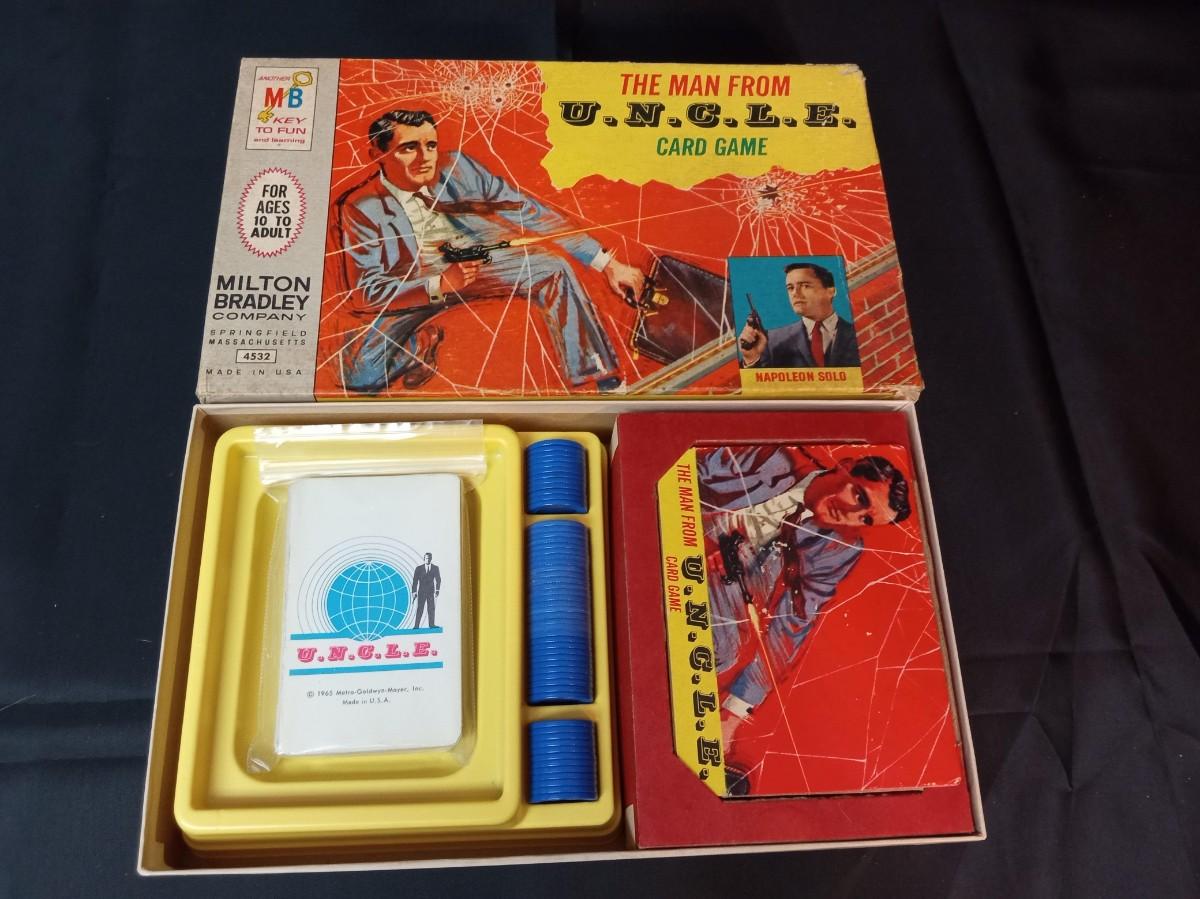 ANOTHER
MB
KEY
TO FUN
and learning
FOR
AGES
10 TO
ADULT
MILTON
BRADLEY
COMPANY
SPRINGFIELD
MASSACHUSETTS
4532
MADE IN USA
THE MAN FROM
U.N.C.L.E.
CARD GAME
NAPOLEON SOLO
U.N.C.L.E.
© 1965 Metro-Goldwyn-Mayer, Inc.
Made in U.S.A.
THE MAN FROM
U.N.C.L.E.
CARD GAME